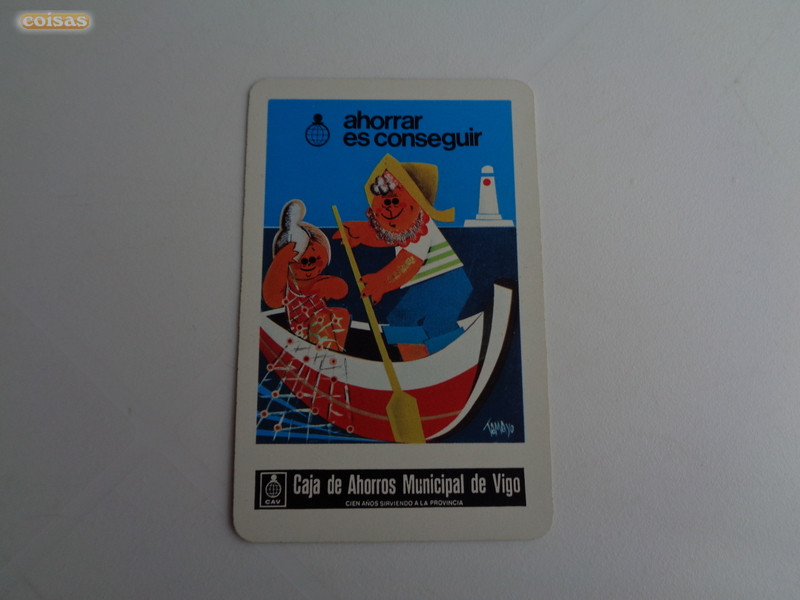 coisas
ahorrar
es conseguir
TAMAYO
Caja de Ahorros Municipal de Vigo
CAV
CIEN AÑOS SIRVIENDO A LA PROVINCIA